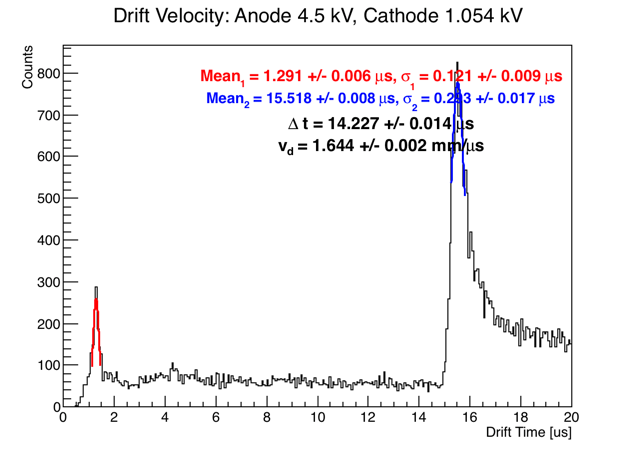 Drift Velocity: Anode 4.5 kV, Cathode 1.054 kV
Counts
Mean1 = 1.291 +/- 0.006 μs, σ1 = 0.121 +/- 0.009 μs
Mean2 = 15.518 +/- 0.008 μs, σ2 = 0.293 +/- 0.017 μs
Δ t = 14.227 +/- 0.014 μs
vd = 1.644 +/- 0.002 mm/μs
800
700
600
500
400
300
200
100
0
0 2 4 6 8 10 12 14 16 18 20
Drift Time [us]